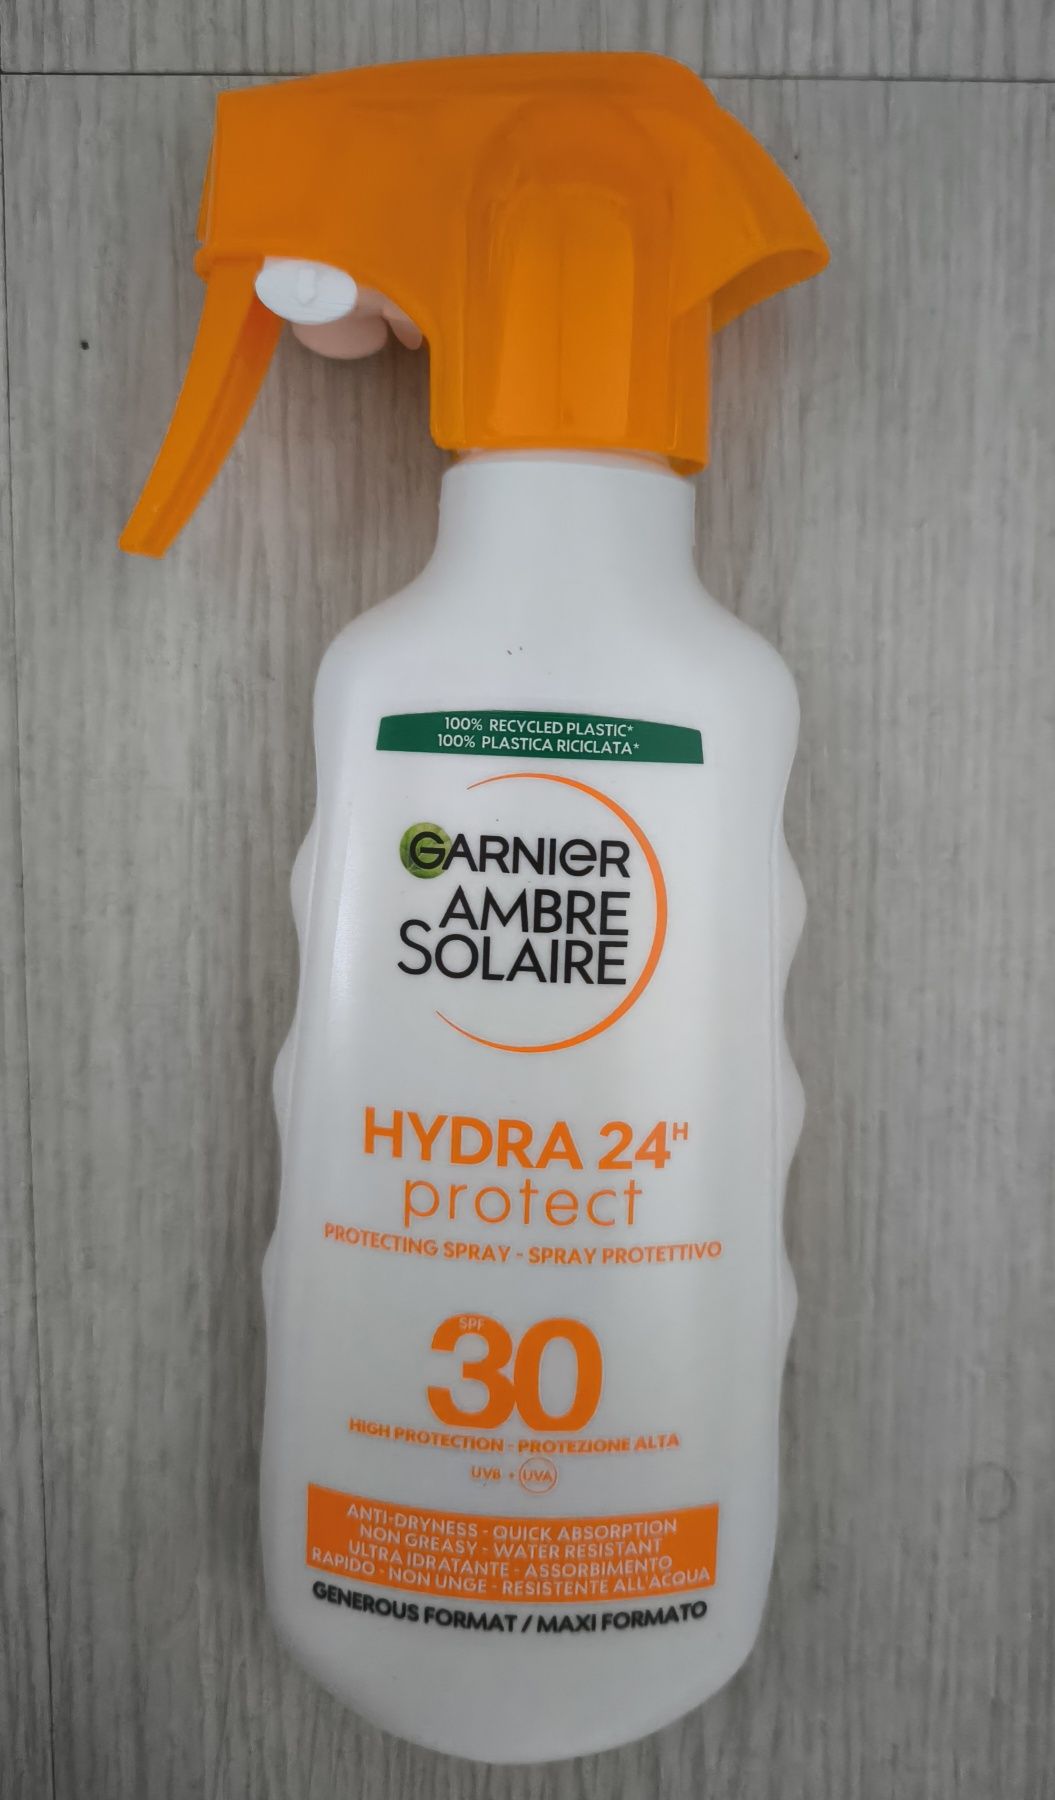 100% RECYCLED PLASTIC*
100% PLASTICA RICICLATA*
GARNIER
AMBRE
SOLAIRE
HYDRA 24H
protect
PROTECTING SPRAY - SPRAY PROTETTIVO
SPF
30
HIGH PROTECTION - PROTEZIONE ALTA
UVB + UVA
ANTI-DRYNESS - QUICK ABSORPTION
NON GREASY - WATER RESISTANT
ULTRA IDRATANTE - ASSORBIMENTO
RAPIDO - NON UNGE - RESISTENTE ALL'ACQUA
GENEROUS FORMAT / MAXI FORMATO